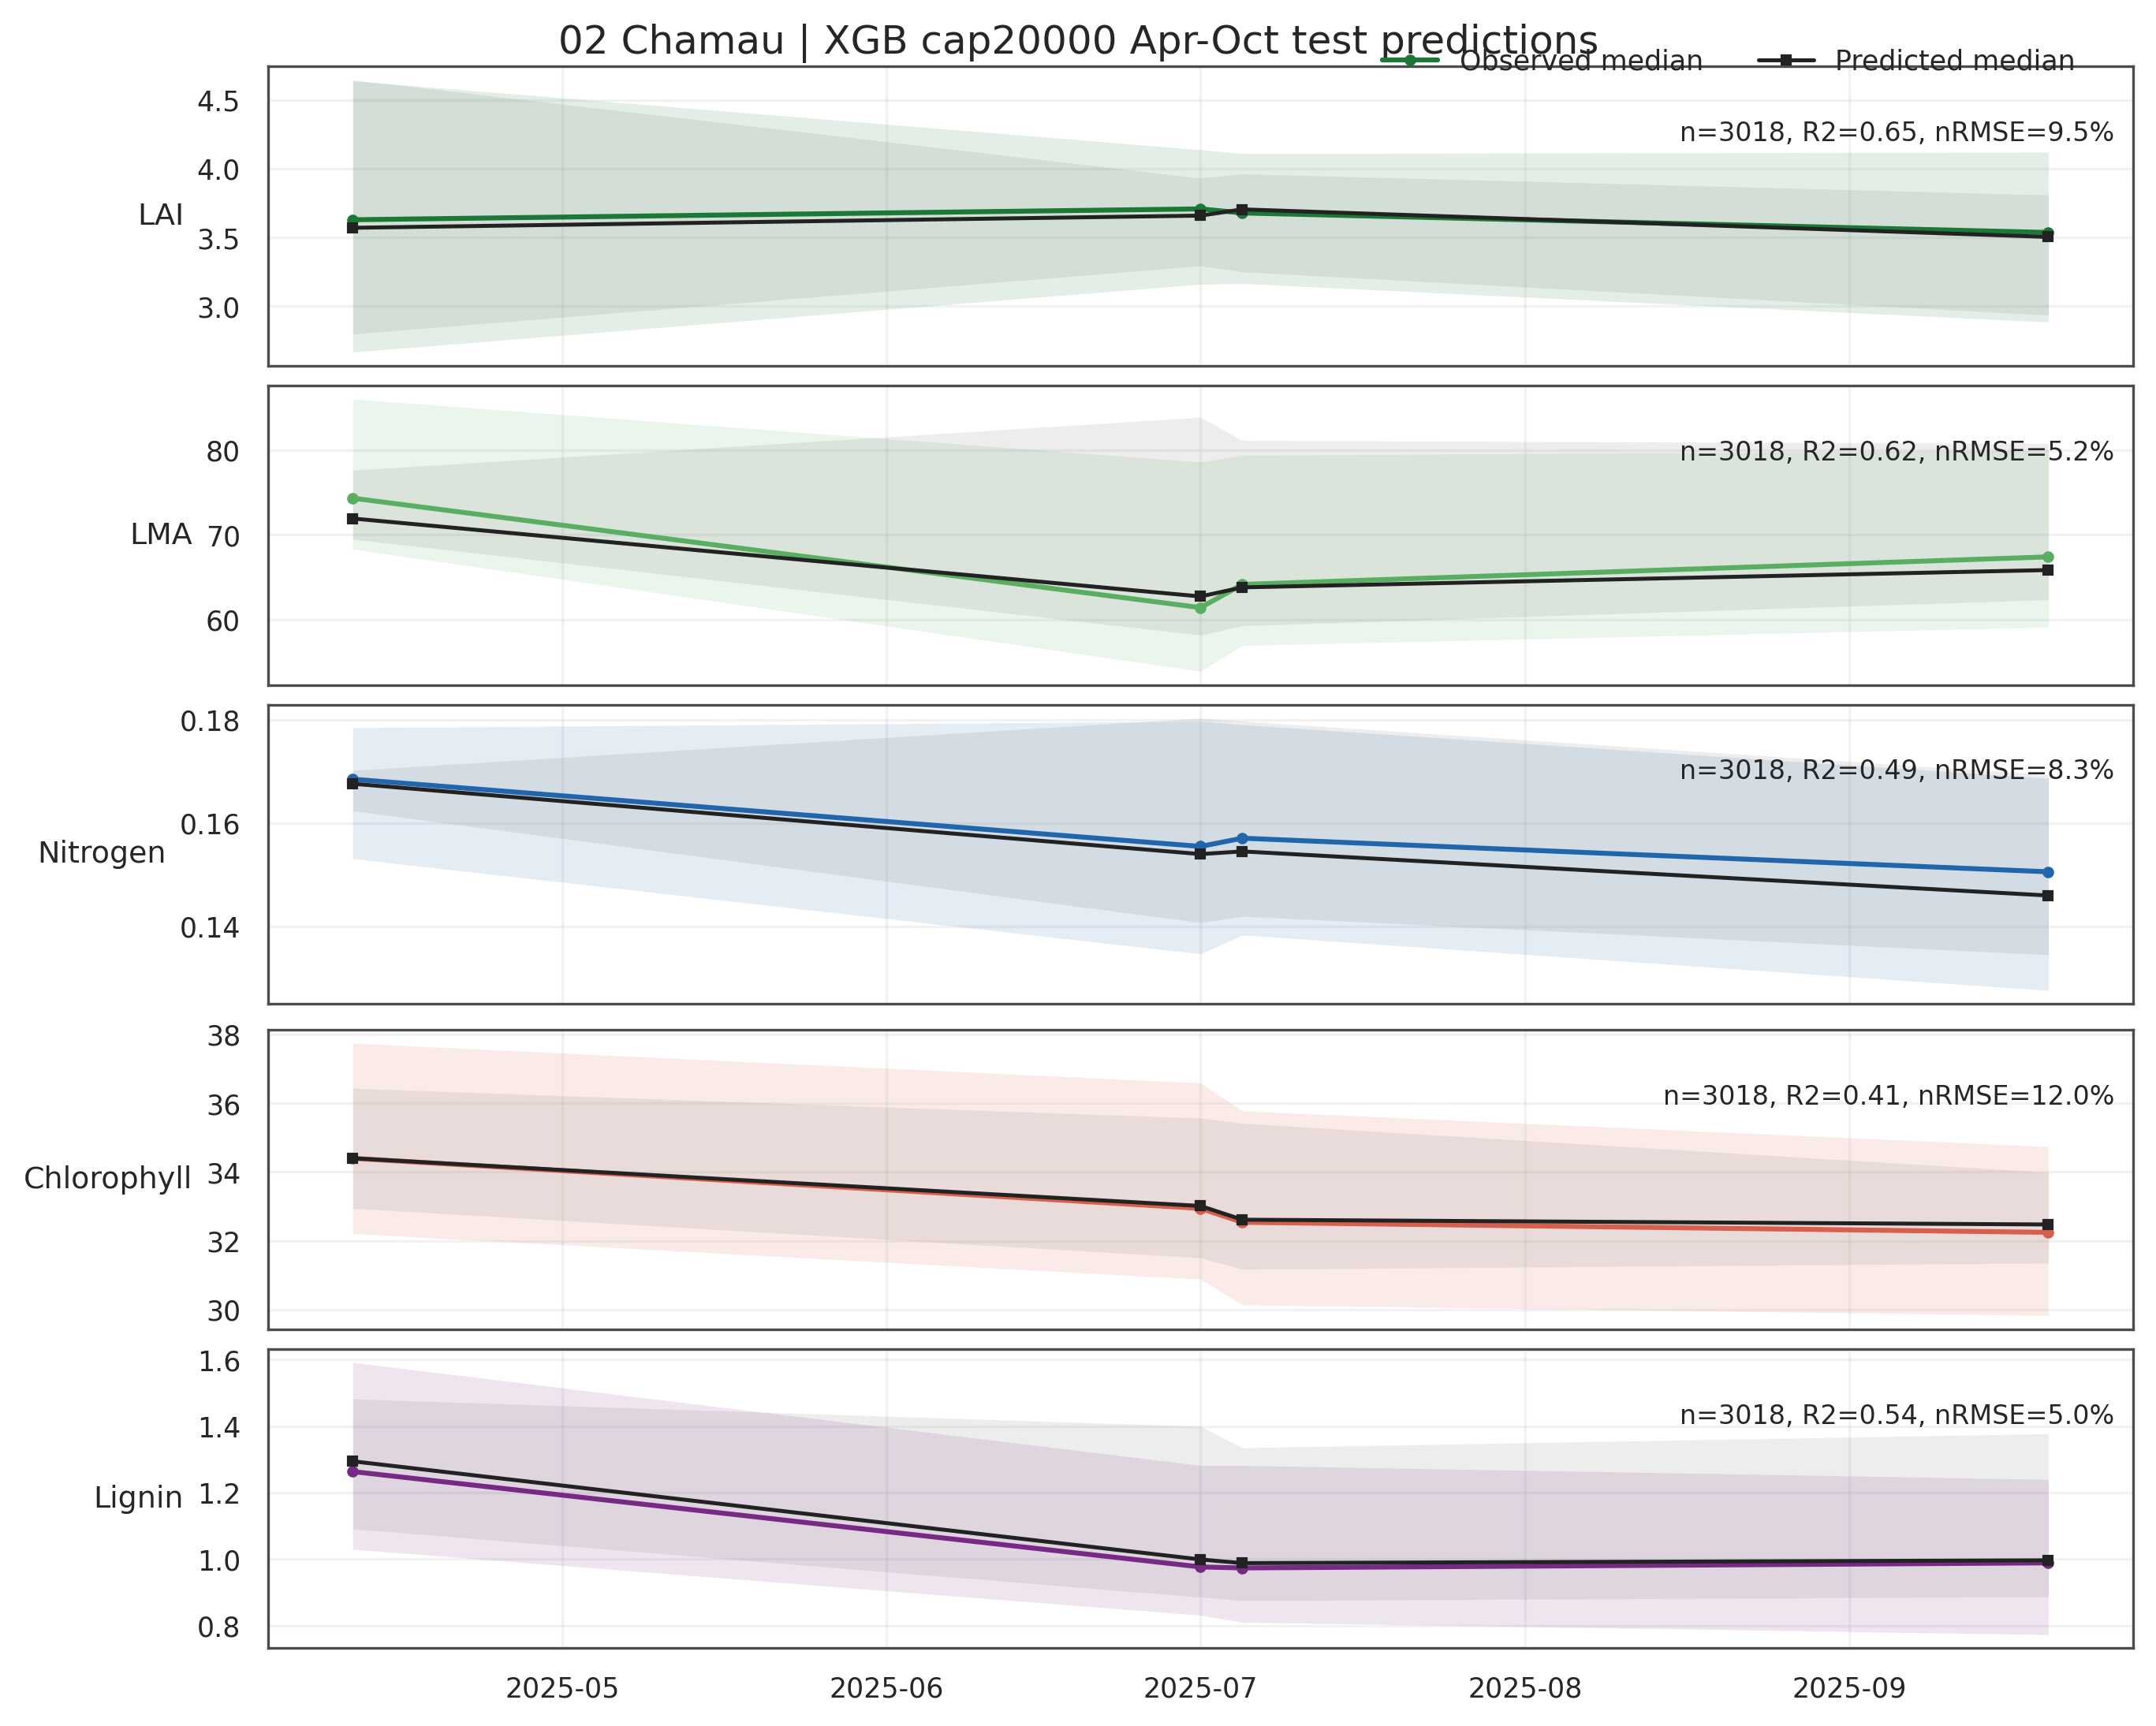 02 Chamau | XGB cap20000 Apr-Oct test predictions
Observed median Predicted median
4.5
n=3018, R2=0.65, nRMSE=9.5%
4.0
LAI
3.5
3.0
80
n=3018, R2=0.62, nRMSE=5.2%
LMA 70
60
0.18
n=3018, R2=0.49, nRMSE=8.3%
0.16
Nitrogen
0.14
38
36
n=3018, R2=0.41, nRMSE=12.0%
Chlorophyll 34
32
30
1.6
1.4
n=3018, R2=0.54, nRMSE=5.0%
Lignin 1.2
1.0
0.8
2025-05 2025-06 2025-07 2025-08 2025-09